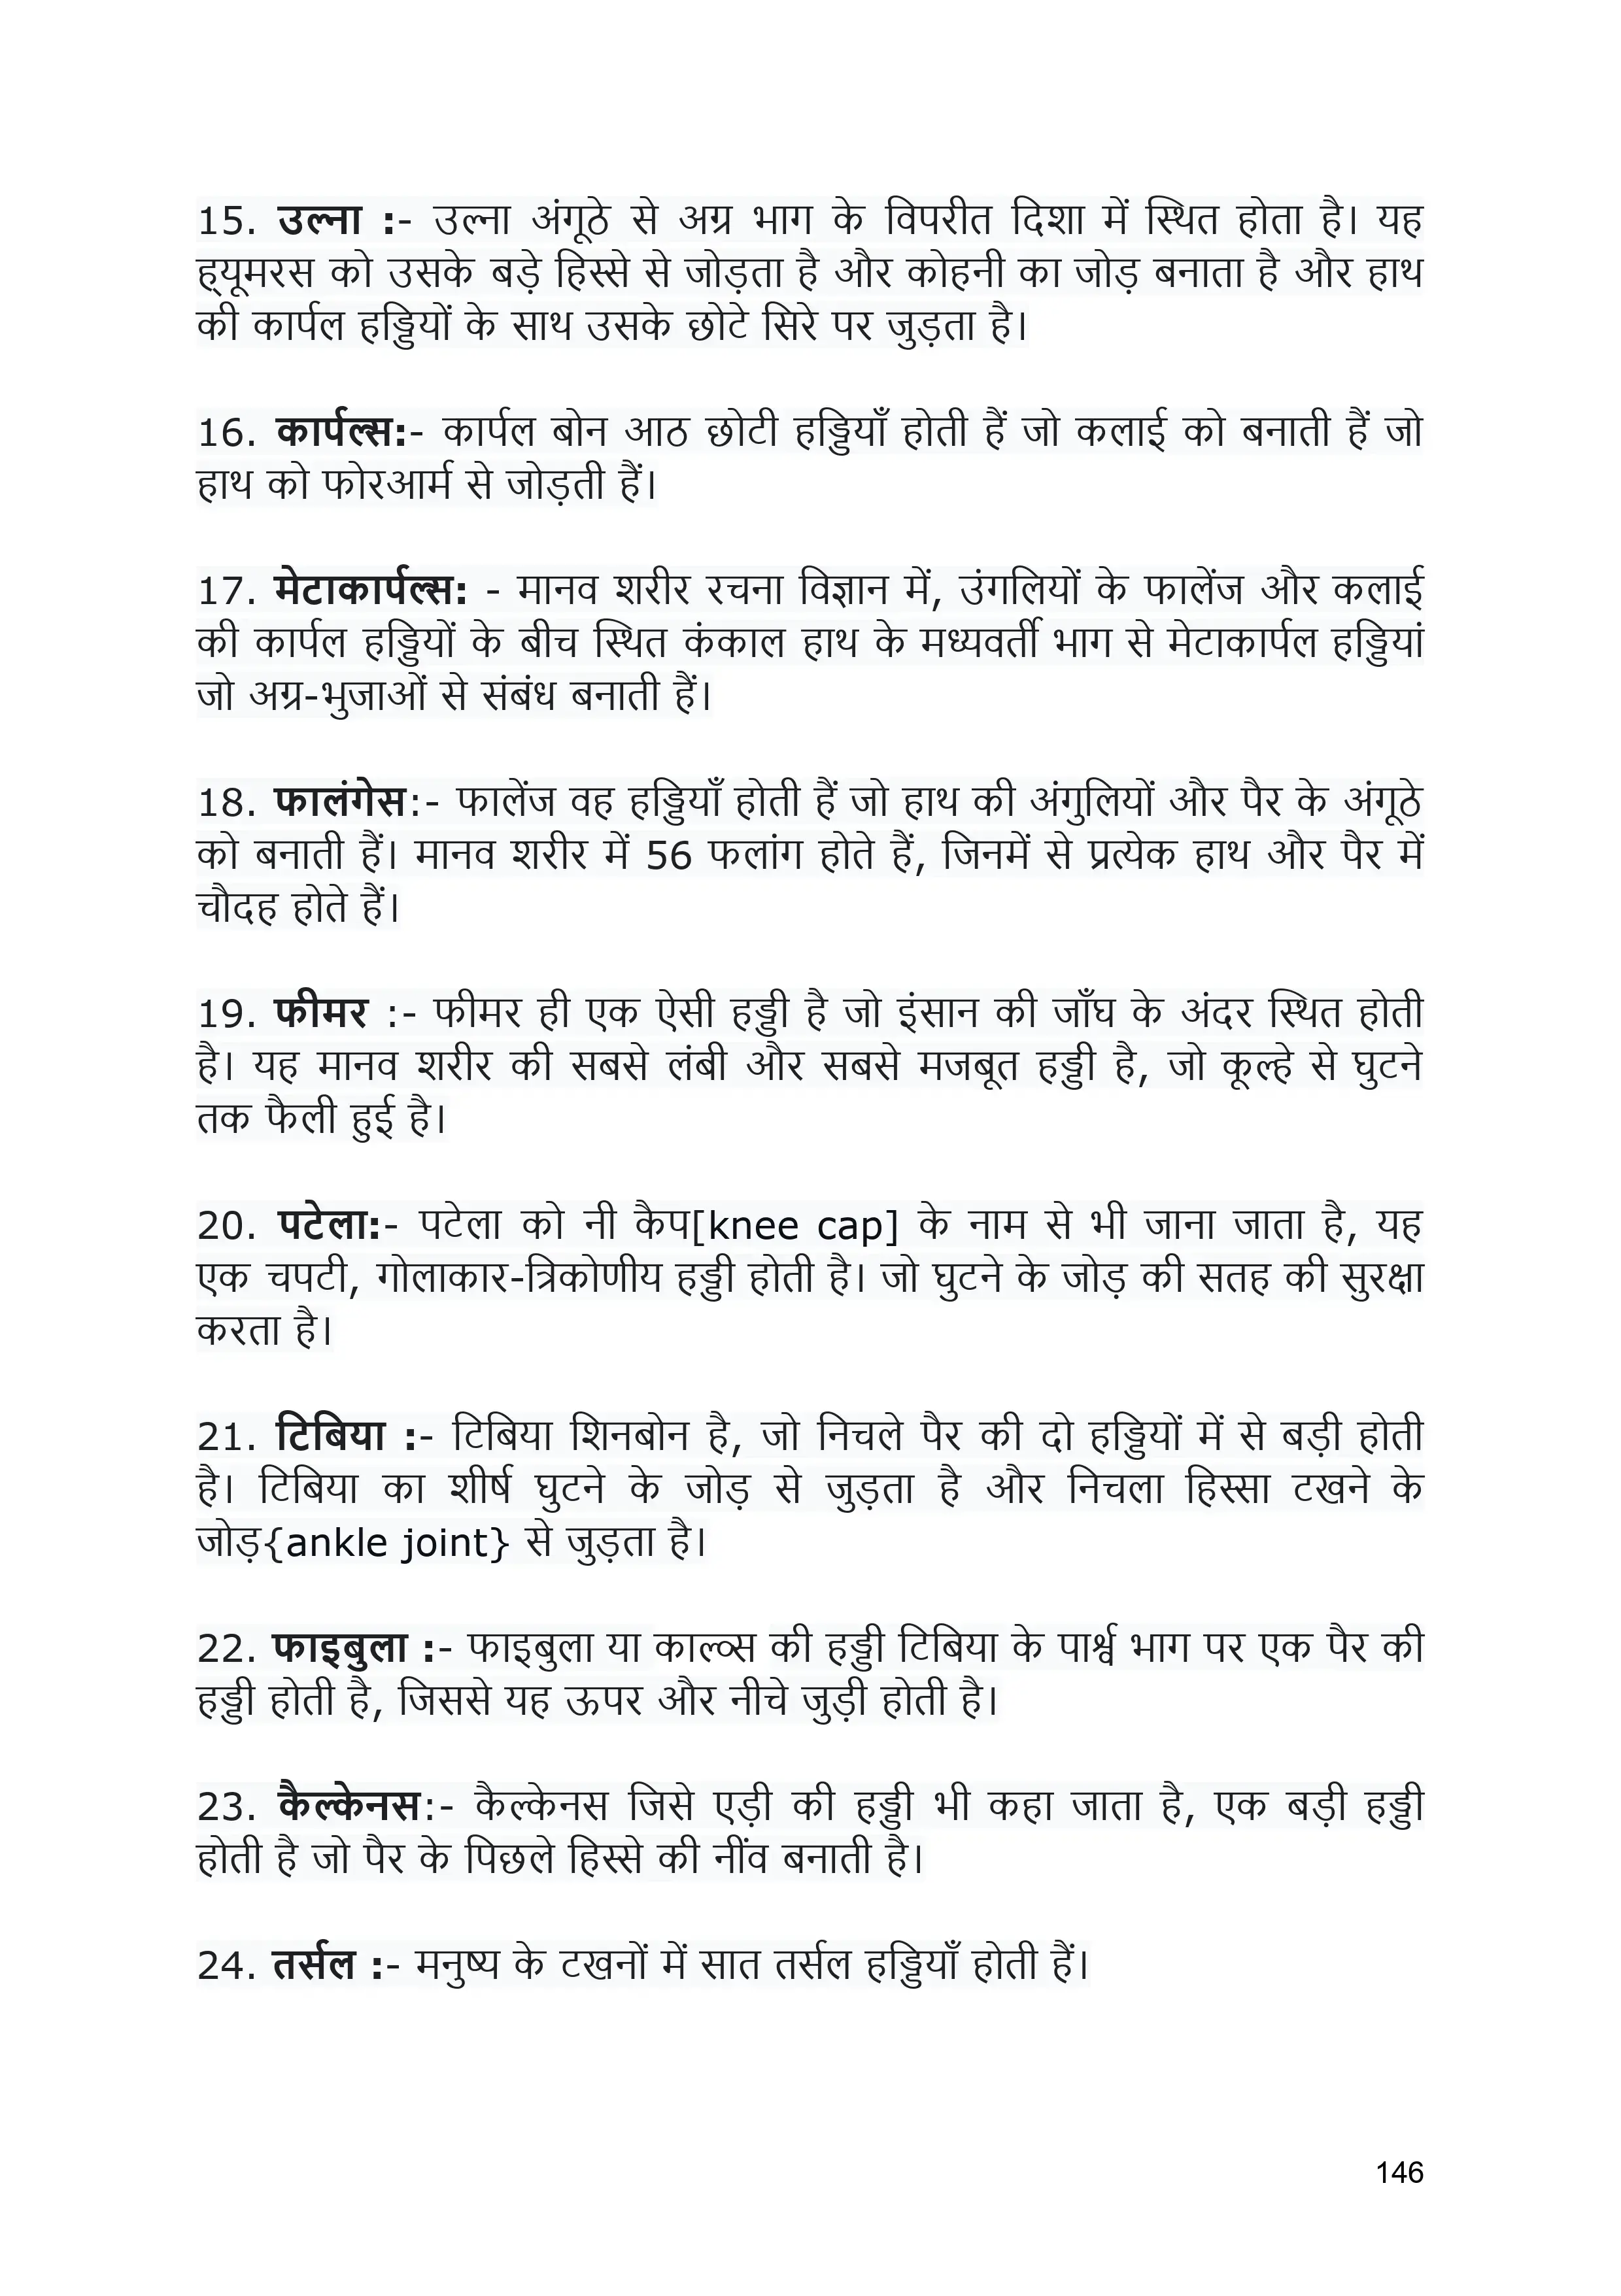 15. उल्ना :- उल्ना अंगूठे से अग्र भाग के विपरीत दिशा में स्थित होता है। यह
ह्यूमरस को उसके बड़े हिस्से से जोड़ता है और कोहनी का जोड़ बनाता है और हाथ
की कार्पल हड्डियों के साथ उसके छोटे सिरे पर जुड़ता है।
16. कार्पल्स:- कार्पल बोन आठ छोटी हड्डियाँ होती हैं जो कलाई को बनाती हैं जो
हाथ को फोरआर्म से जोड़ती हैं।
17. मेटाकार्पल्स: - मानव शरीर रचना विज्ञान में, उंगलियों के फालेंज और कलाई
की कार्पल हड्डियों के बीच स्थित कंकाल हाथ के मध्यवर्ती भाग से मेटाकार्पल हड्डियां
जो अग्र-भुजाओं से संबंध बनाती हैं।
18. फालंगेस:- फालेंज वह हड्डियाँ होती हैं जो हाथ की अंगुलियों और पैर के अंगूठे
को बनाती हैं। मानव शरीर में 56 फलांग होते हैं, जिनमें से प्रत्येक हाथ और पैर में
चौदह होते हैं।
19. फीमर :- फीमर ही एक ऐसी हड्डी है जो इंसान की जाँघ के अंदर स्थित होती
है। यह मानव शरीर की सबसे लंबी और सबसे मजबूत हड्डी है, जो कूल्हे से घुटने
तक फैली हुई है।
20. पटेला:- पटेला को नी कैप[knee cap] के नाम से भी जाना जाता है, यह
एक चपटी, गोलाकार-त्रिकोणीय हड्डी होती है। जो घुटने के जोड़ की सतह की सुरक्षा
करता है।
21. टिबिया :- टिबिया शिनबोन है, जो निचले पैर की दो हड्डियों में से बड़ी होती
है। टिबिया का शीर्ष घुटने के जोड़ से जुड़ता है और निचला हिस्सा टखने के
जोड़{ankle joint} से जुड़ता है।
22. फाइबुला :- फाइबुला या काल्व्स की हड्डी टिबिया के पार्श्व भाग पर एक पैर की
हड्डी होती है, जिससे यह ऊपर और नीचे जुड़ी होती है।
23. कैल्केनस:- कैल्केनस जिसे एड़ी की हड्डी भी कहा जाता है, एक बड़ी हड्डी
होती है जो पैर के पिछले हिस्से की नींव बनाती है।
24. तर्सल :- मनुष्य के टखनों में सात तर्सल हड्डियाँ होती हैं।
146